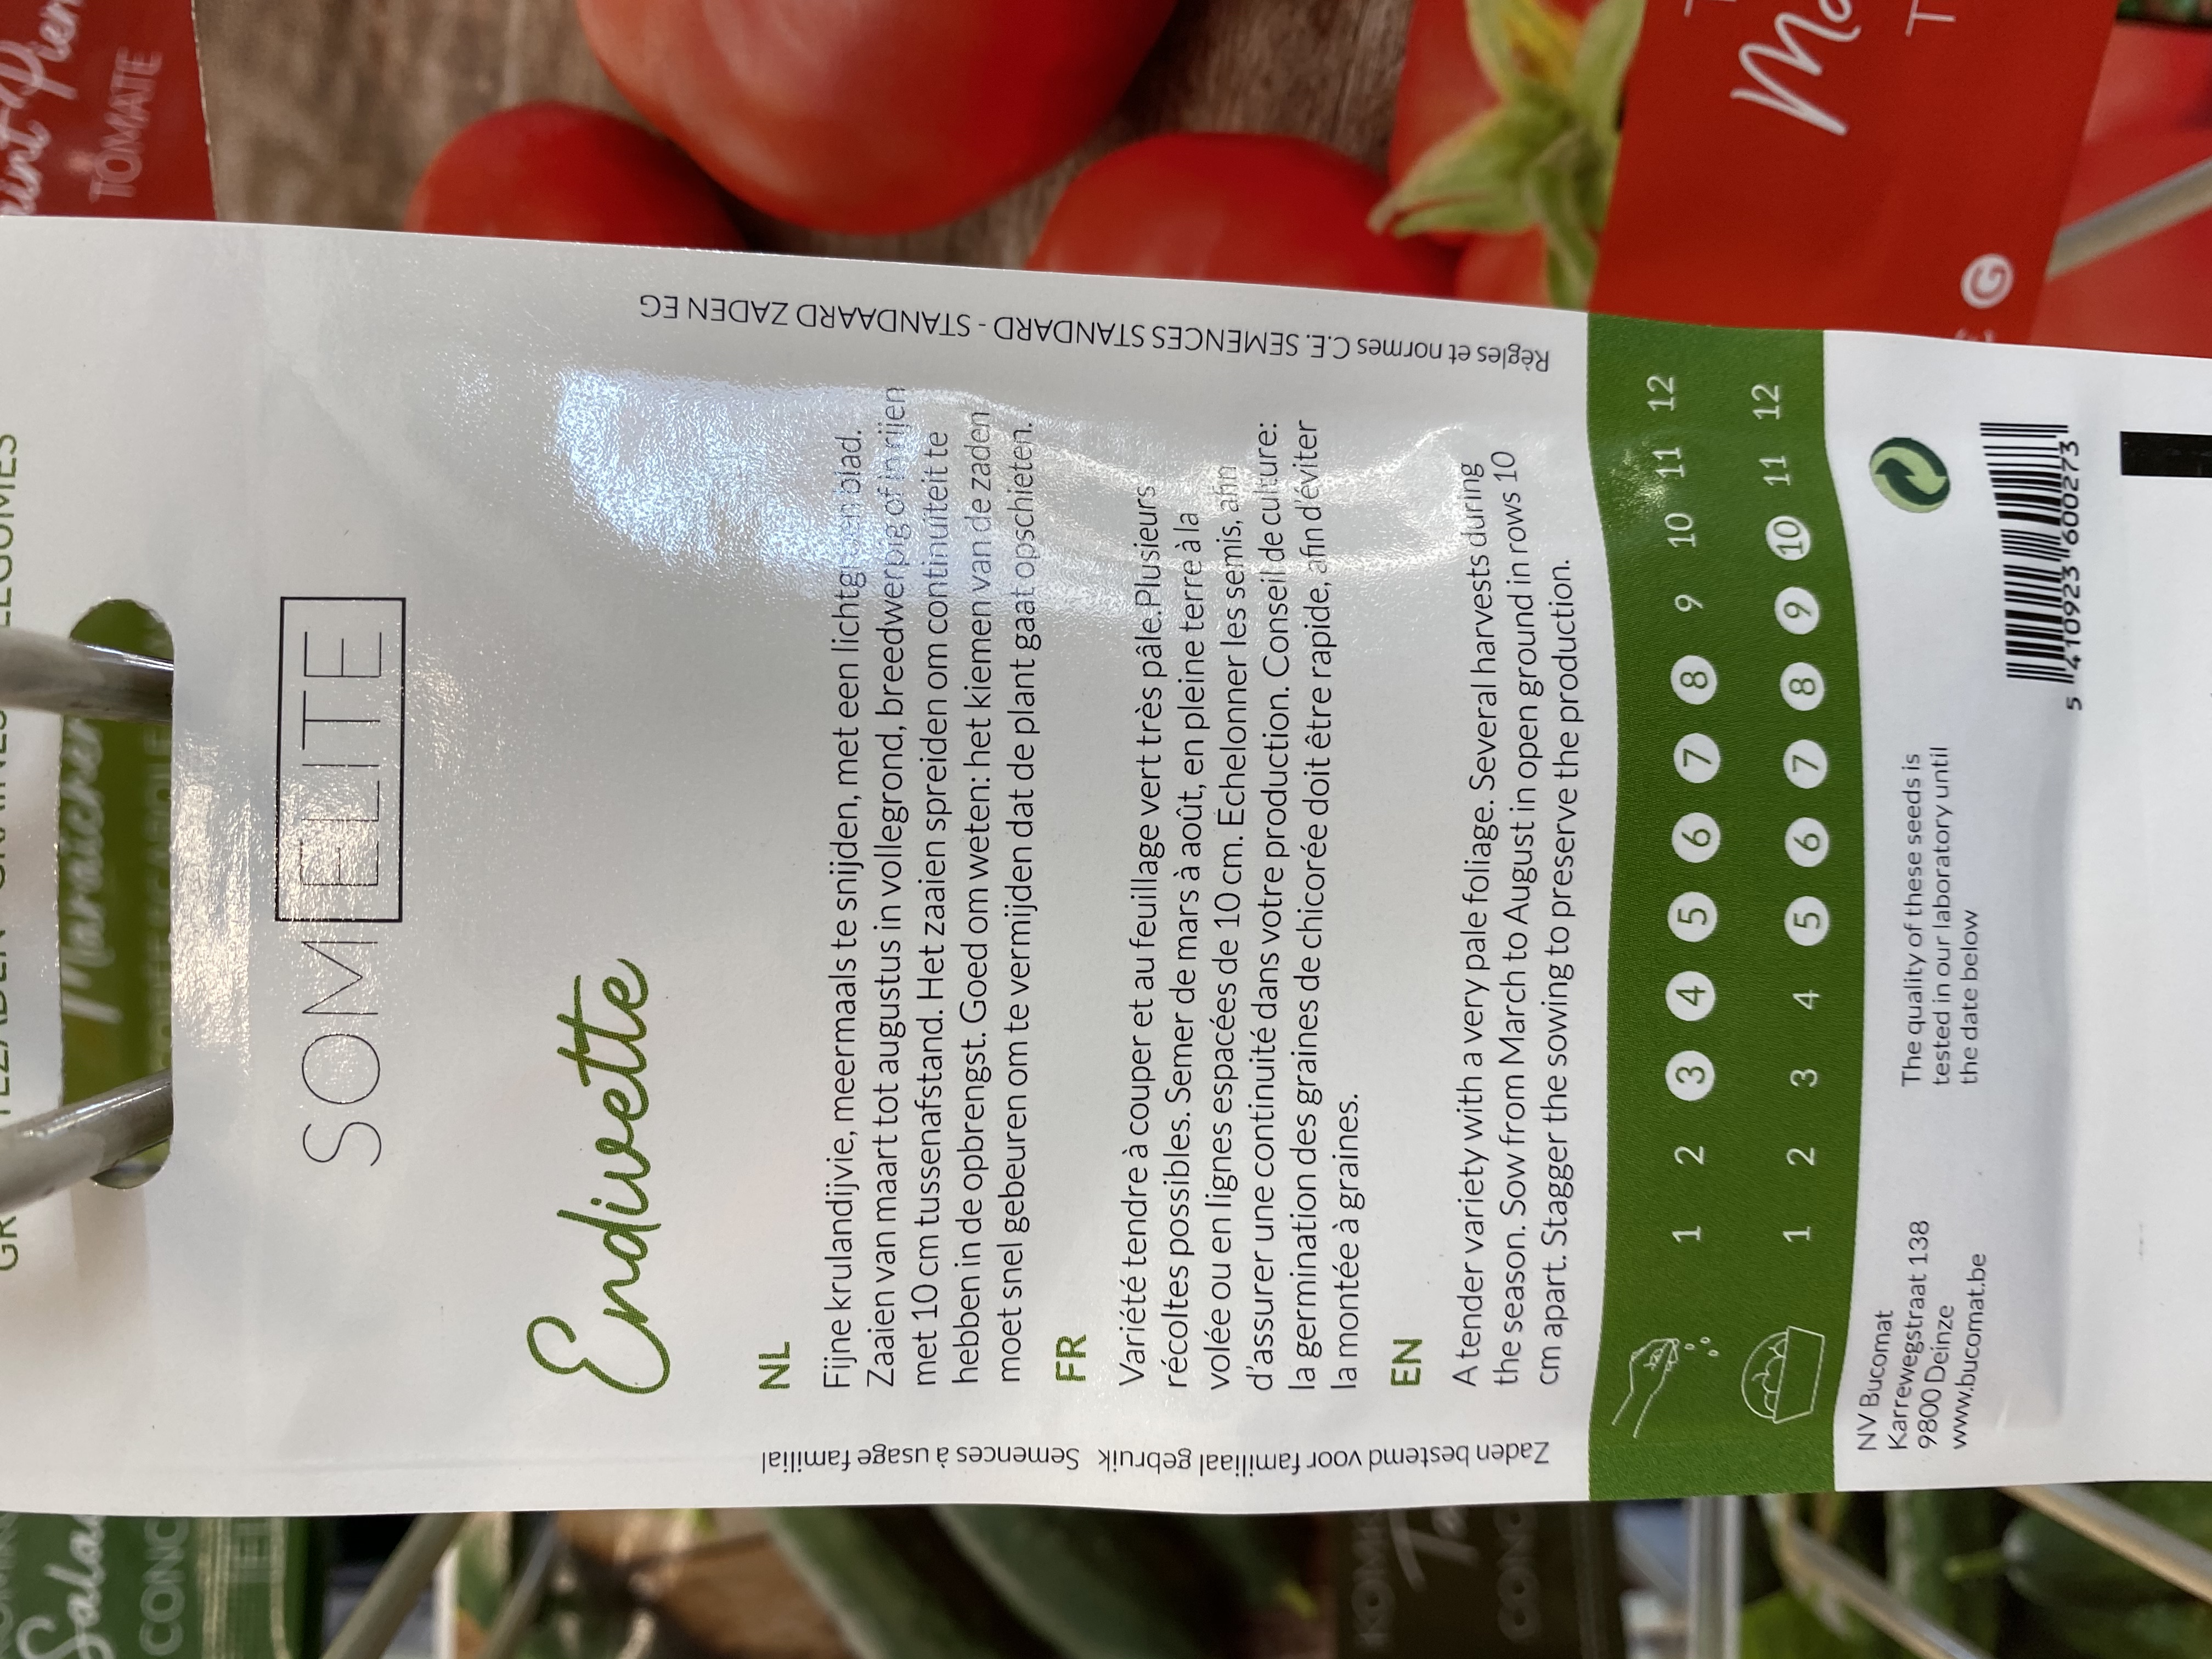 SOM ELITE
Endivette
NL
Fijne krulandijvie, meermaals te snijden, met een blad.
Zaaien van maart tot augustus in vollegrond, breedwerpig of in rijen
met 10 cm tussenafstand. Het zaaien spreiden om continuiteit te
hebben in de opbrengst. Goed om weten: het kiemen van de zaden
moet snel gebeuren om te vermijden dat de plant gaat opschieten.
FR
Variété tendre à couper et au feuillage vert très pâle.Plusieurs
récoltes possibles. Semer de mars à août, en pleine terre à la
volée ou en lignes espacées de 10 cm. Echelonner les semis, afin
d'assurer une continuité dans votre production. Conseil de culture:
la germination des graines de chicorée doit être rapide, afin d'éviter
la montée à graines.
EN
A tender variety with a very pale foliage. Several harvests during
the season. Sow from March to August in open ground in rows 10
cm apart. Stagger the sowing to preserve the production.
Zaden bestemd voor familiaal gebruik Semences à usage familial
Règles et normes C.E. SEMENCES STANDARD - STANDAARD ZADEN EG
1 2 3 4 5 6 7 8 9 10 11 12
1 2 3 4 5 6 7 8 9 10 11 12
NV Bucomat
Karrewegstraat 138
9800 Deinze
www.bucomat.be
The quality of these seeds is
tested in our laboratory until
the date below
5 410923 600273
TOMATE
Maraicher
G